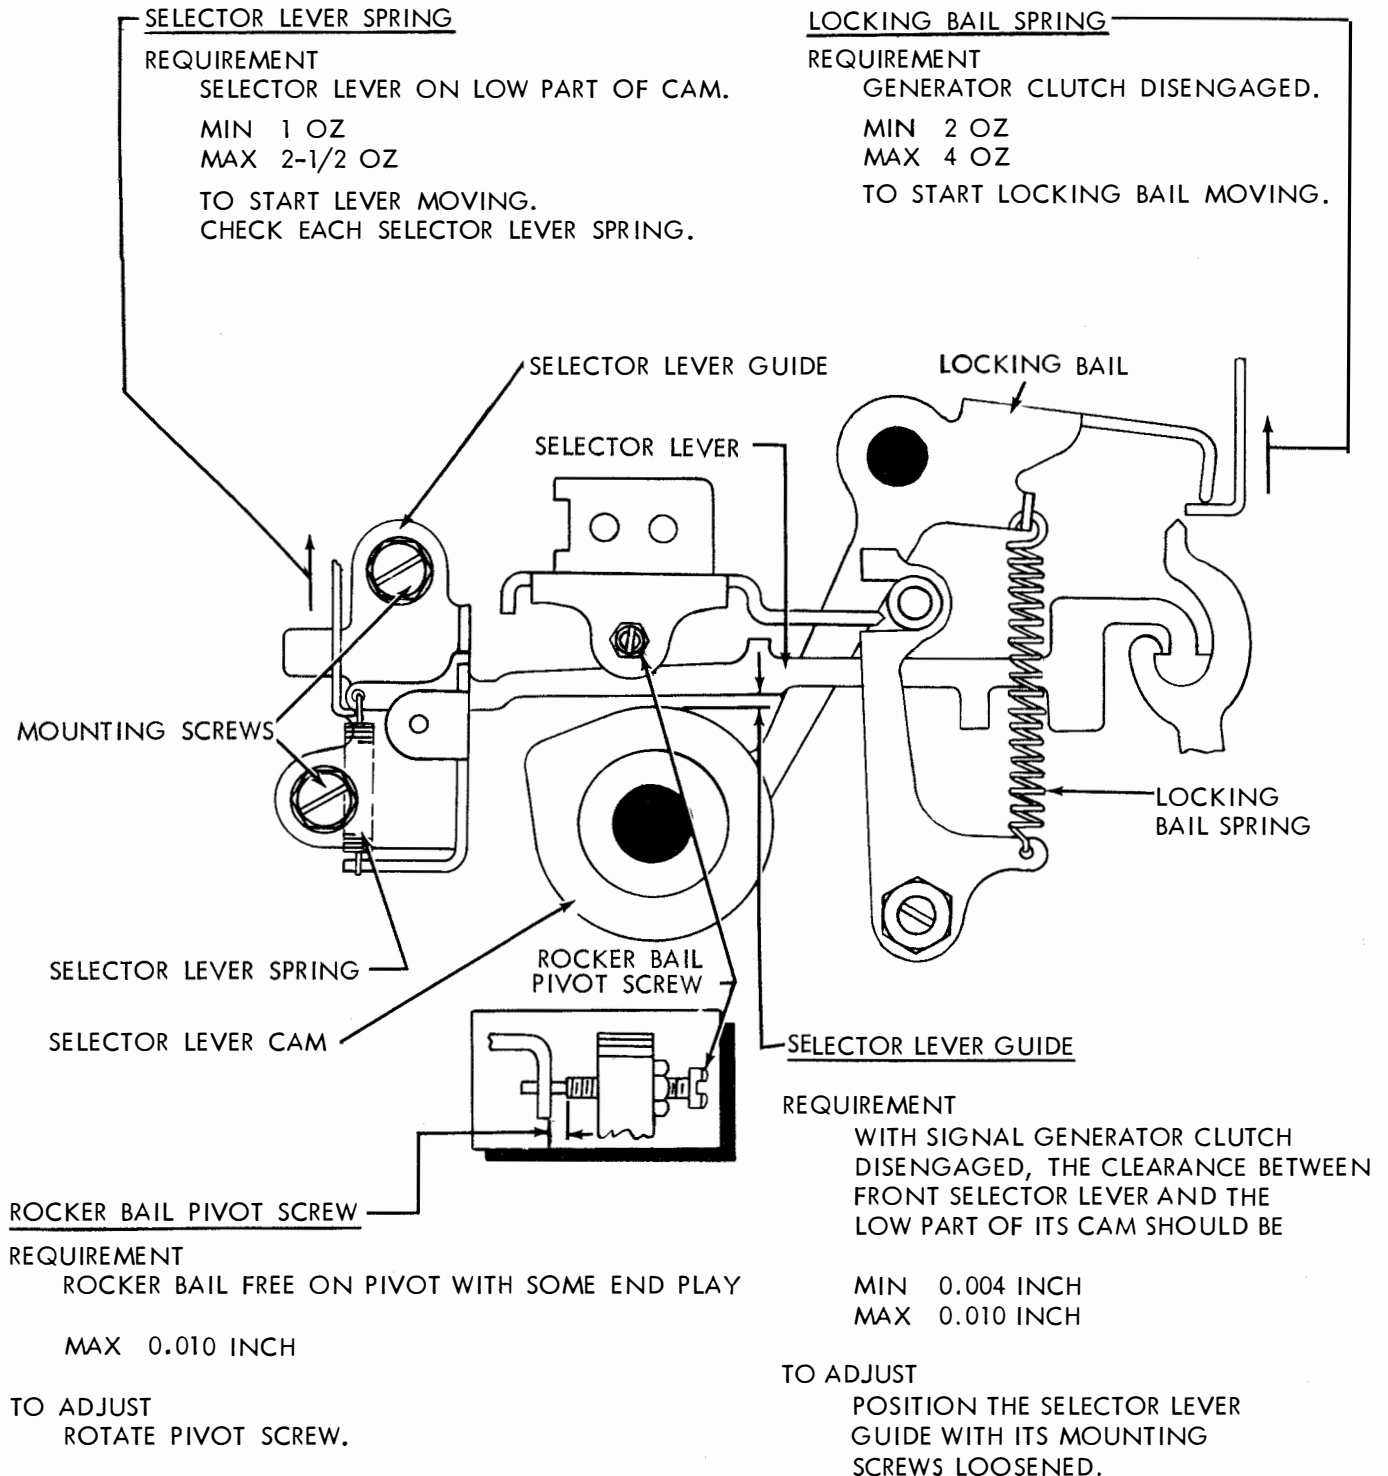 SELECTOR LEVER SPRING
REQUIREMENT
SELECTOR LEVER ON LOW PART OF CAM.
MIN 1 OZ
MAX 2-1/2 OZ
TO START LEVER MOVING.
CHECK EACH SELECTOR LEVER SPRING.
LOCKING BAIL SPRING
REQUIREMENT
GENERATOR CLUTCH DISENGAGED.
MIN 2 OZ
MAX 4 OZ
TO START LOCKING BAIL MOVING.
SELECTOR LEVER GUIDE
LOCKING BAIL
SELECTOR LEVER
MOUNTING SCREWS
LOCKING
BAIL SPRING
SELECTOR LEVER SPRING
ROCKER BAIL
PIVOT SCREW
SELECTOR LEVER CAM
ROCKER BAIL PIVOT SCREW
REQUIREMENT
ROCKER BAIL FREE ON PIVOT WITH SOME END PLAY
MAX 0.010 INCH
TO ADJUST
ROTATE PIVOT SCREW.
SELECTOR LEVER GUIDE
REQUIREMENT
WITH SIGNAL GENERATOR CLUTCH
DISENGAGED, THE CLEARANCE BETWEEN
FRONT SELECTOR LEVER AND THE
LOW PART OF ITS CAM SHOULD BE
MIN 0.004 INCH
MAX 0.010 INCH
TO ADJUST
POSITION THE SELECTOR LEVER
GUIDE WITH ITS MOUNTING
SCREWS LOOSENED.